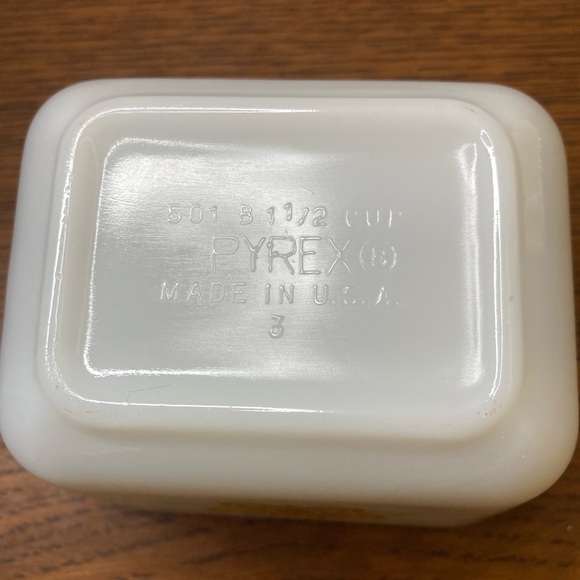 501 B 1 1/2 CUP
PYREX®
MADE IN U.S.A.
3